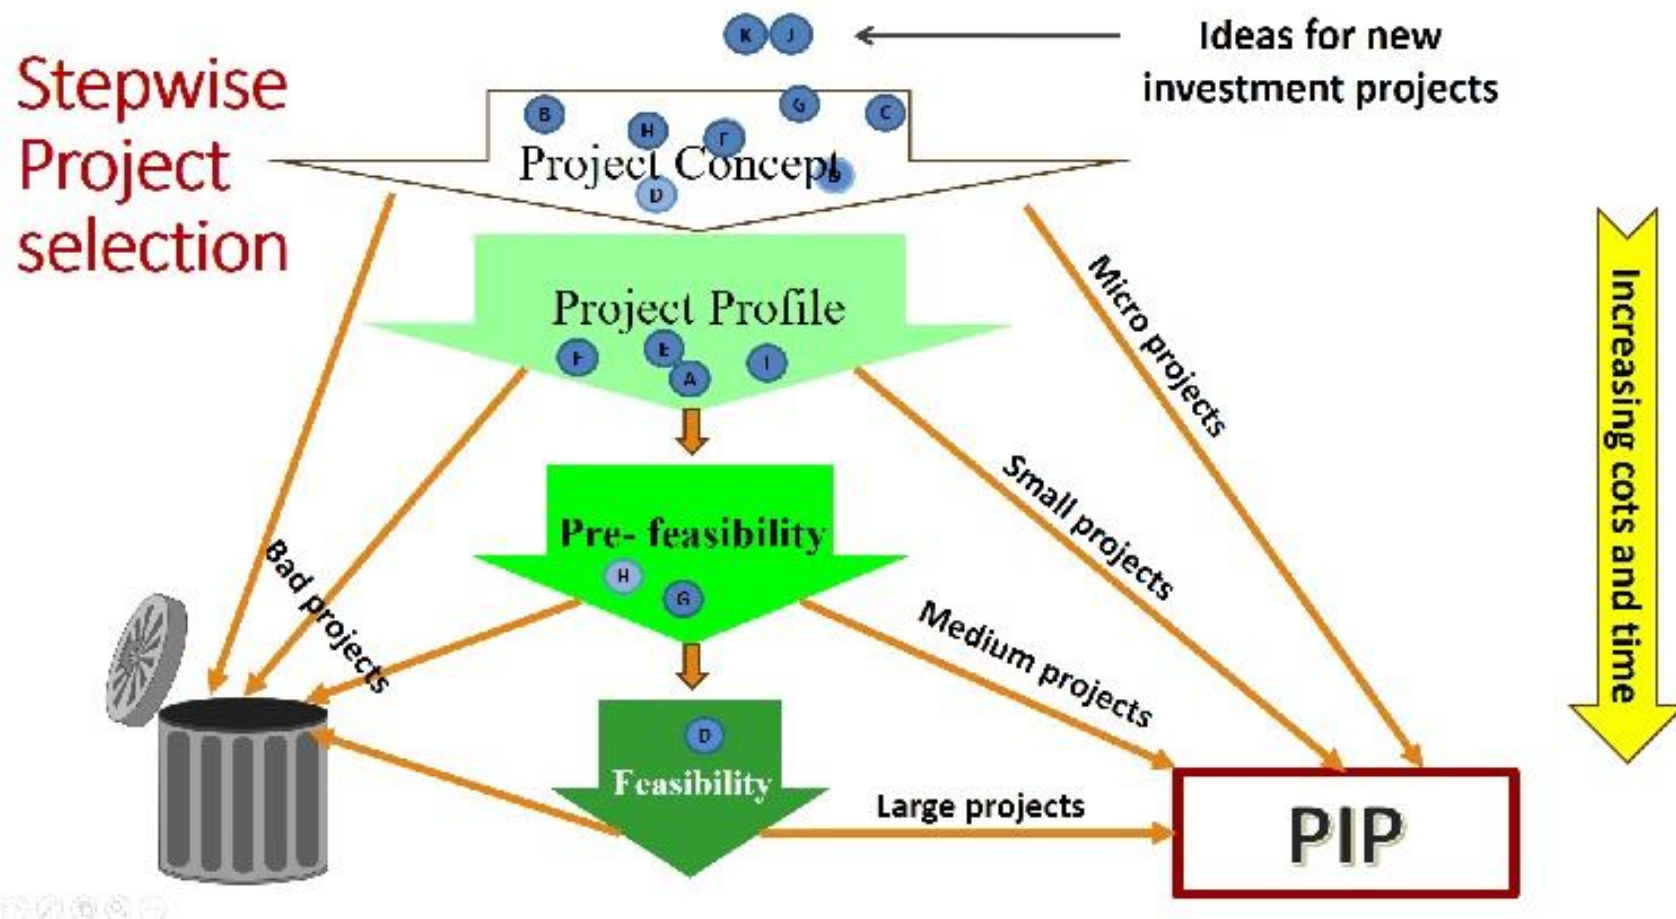 K J
Ideas for new
investment projects
Stepwise
Project
selection
B H G C
Project Concept
D
Project Profile
F E A I
Micro projects
Small projects
Increasing cots and time
Pre- feasibility
H G
Bad projects
Medium projects
D
Feasibility
Large projects
PIP